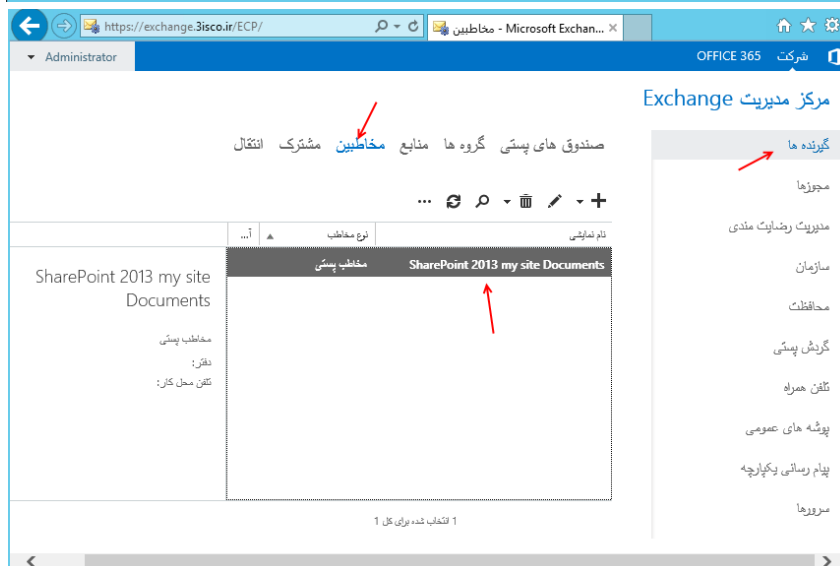 https://exchange.3isco.ir/ECP/
مخاطبین - Microsoft Exchan...
OFFICE 365 شرکت
Administrator
مرکز مدیریت Exchange
گیرنده ها
مجوزها
مدیریت رضایت مندی
سازمان
محافظت
گردش پستی
تلفن همراه
پوشه های عمومی
پیام رسانی یکپارچه
سرورها
صندوق های پستی گروه ها منابع مخاطبین مشترک انتقال
نام نمایشی نوع مخاطب آ...
SharePoint 2013 my site Documents مخاطب پستی
1 انتخاب شده برای کل 1
SharePoint 2013 my site
Documents
مخاطب پستی
دفتر:
تلفن محل کار: